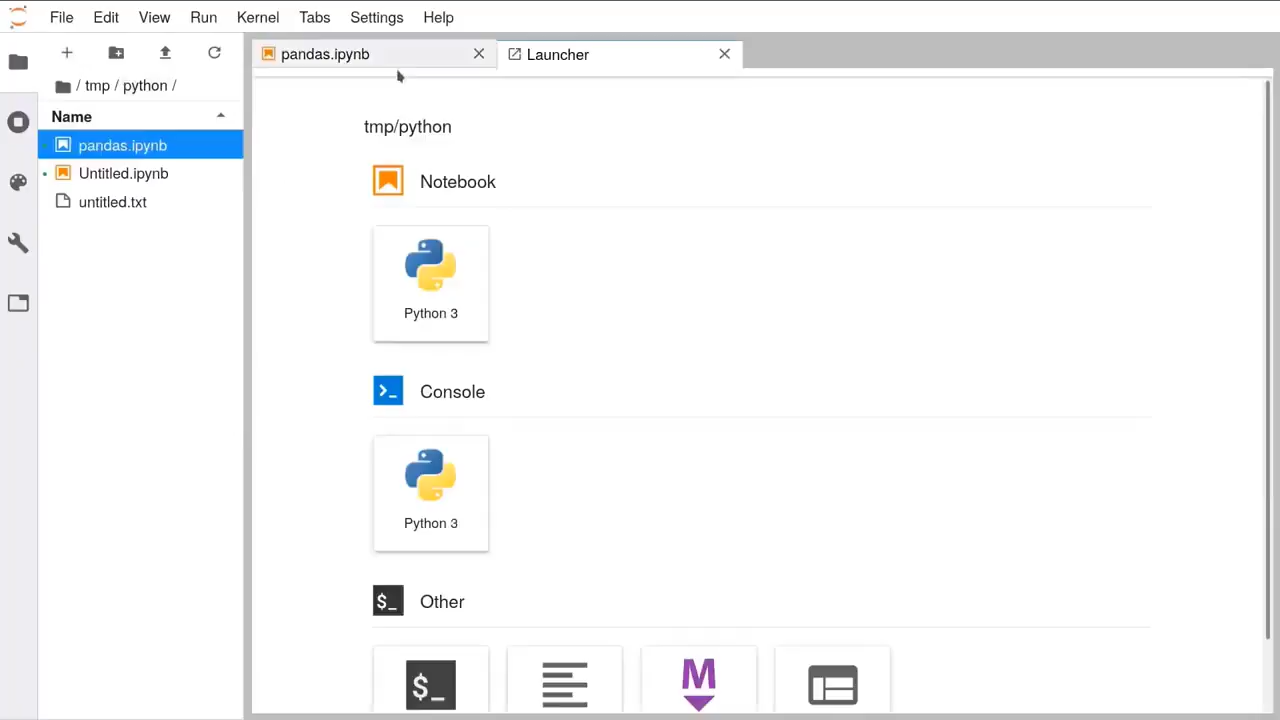 File Edit View Run Kernel Tabs Settings Help
pandas.ipynb
Launcher
/ tmp / python /
Name
pandas.ipynb
Untitled.ipynb
untitled.txt
tmp/python
Notebook
Python 3
>_ Console
Python 3
$_ Other
$_
M